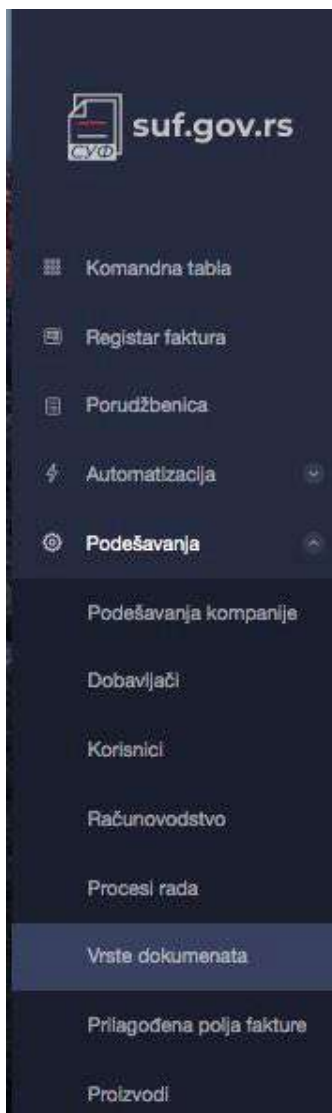 СУФ
suf.gov.rs
Komandna tabla
Registar faktura
Porudžbenica
Automatizacija
Podešavanja
Podešavanja kompanije
Dobavljači
Korisnici
Računovodstvo
Procesi rada
Vrste dokumenata
Prilagođena polja fakture
Proizvodi